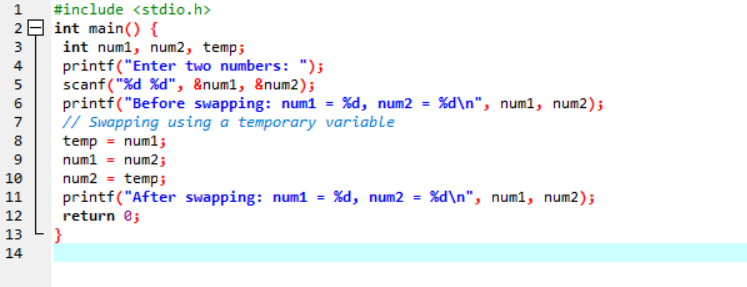 1 #include <stdio.h>
2 int main() {
3 int num1, num2, temp;
4 printf("Enter two numbers: ");
5 scanf("%d %d", &num1, &num2);
6 printf("Before swapping: num1 = %d, num2 = %d\n", num1, num2);
7 // Swapping using a temporary variable
8 temp = num1;
9 num1 = num2;
10 num2 = temp;
11 printf("After swapping: num1 = %d, num2 = %d\n", num1, num2);
12 return 0;
13 }
14